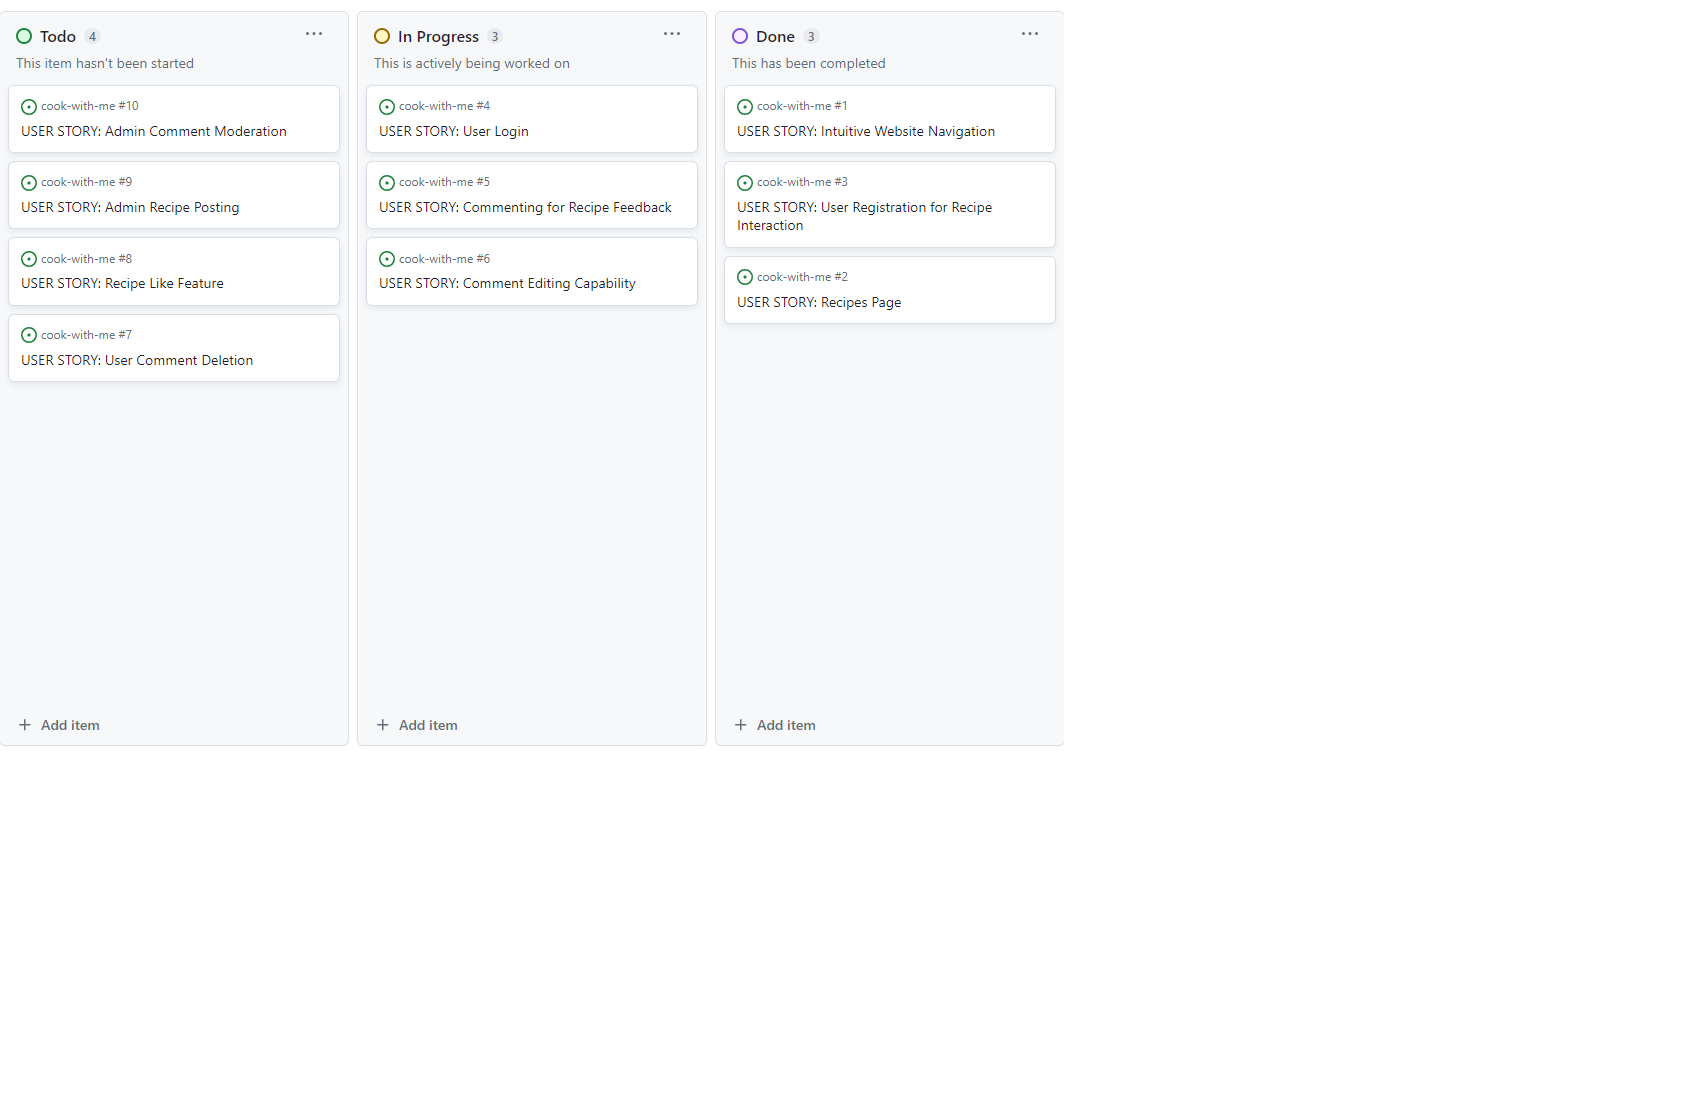 Todo 4
This item hasn't been started
cook-with-me #10
USER STORY: Admin Comment Moderation
cook-with-me #9
USER STORY: Admin Recipe Posting
cook-with-me #8
USER STORY: Recipe Like Feature
cook-with-me #7
USER STORY: User Comment Deletion
+ Add item
In Progress 3
This is actively being worked on
cook-with-me #4
USER STORY: User Login
cook-with-me #5
USER STORY: Commenting for Recipe Feedback
cook-with-me #6
USER STORY: Comment Editing Capability
+ Add item
Done 3
This has been completed
cook-with-me #1
USER STORY: Intuitive Website Navigation
cook-with-me #3
USER STORY: User Registration for Recipe
Interaction
cook-with-me #2
USER STORY: Recipes Page
+ Add item